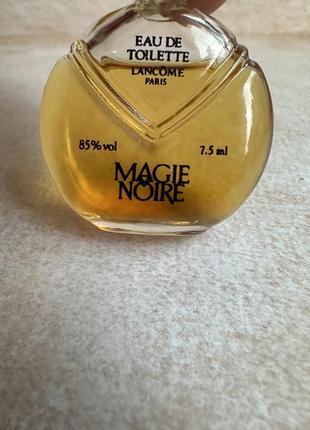 EAU DE
TOILETTE
LANCÔME
PARIS
85% vol 7.5 ml
MAGIE
NOIRE